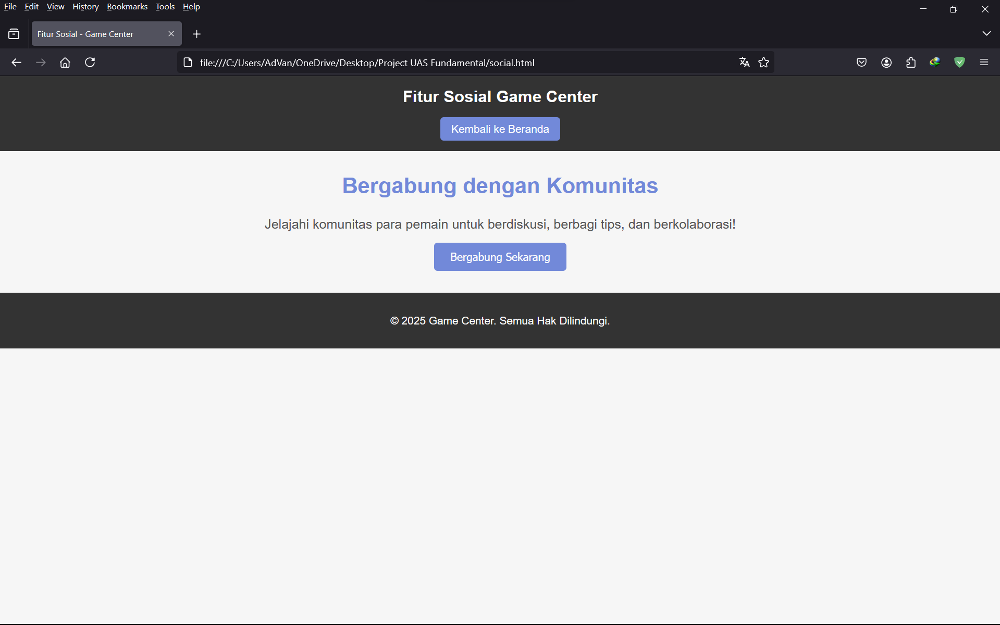 File Edit View History Bookmarks Tools Help
Fitur Sosial - Game Center
file:///C:/Users/AdVan/OneDrive/Desktop/Project UAS Fundamental/social.html
Fitur Sosial Game Center
Kembali ke Beranda
Bergabung dengan Komunitas
Jelajahi komunitas para pemain untuk berdiskusi, berbagi tips, dan berkolaborasi!
Bergabung Sekarang
© 2025 Game Center. Semua Hak Dilindungi.